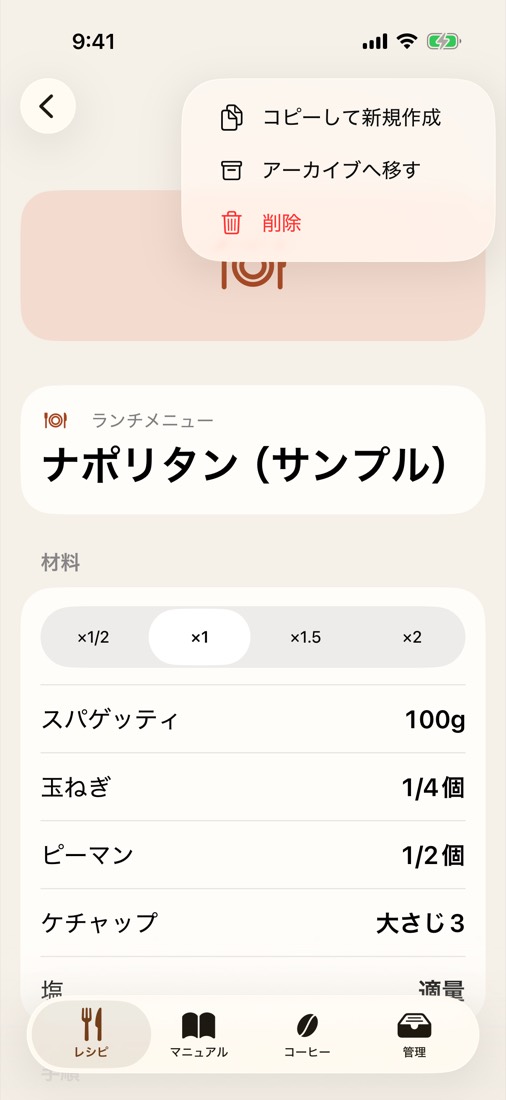 9:41
コピーして新規作成
アーカイブへ移す
削除
ランチメニュー
ナポリタン（サンプル）
材料
×1/2 ×1 ×1.5 ×2
スパゲッティ 100g
玉ねぎ 1/4個
ピーマン 1/2個
ケチャップ 大さじ3
塩 適量
レシピ マニュアル コーヒー 管理
手順